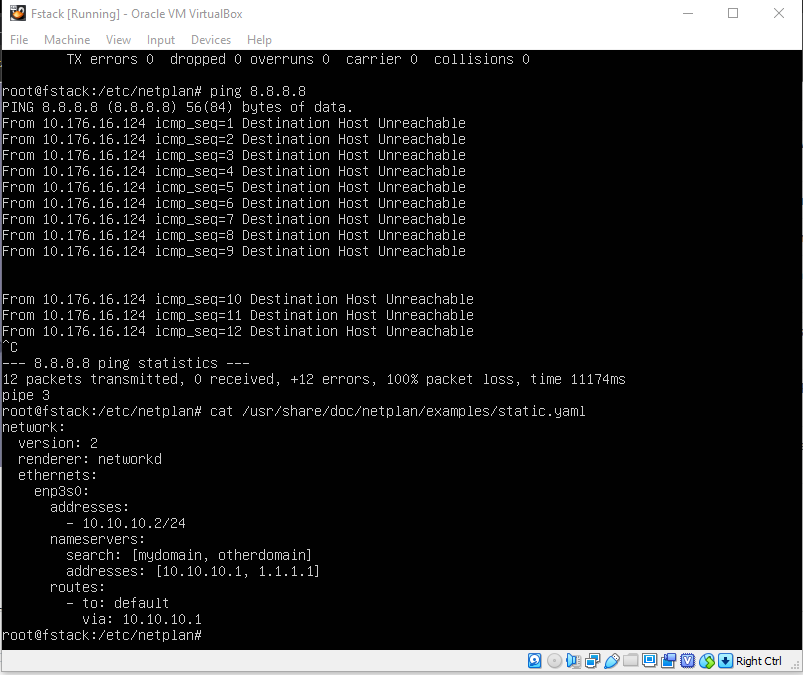 Fstack [Running] - Oracle VM VirtualBox
File Machine View Input Devices Help
TX errors 0  dropped 0 overruns 0  carrier 0  collisions 0
root@fstack:/etc/netplan# ping 8.8.8.8
PING 8.8.8.8 (8.8.8.8) 56(84) bytes of data.
From 10.176.16.124 icmp_seq=1 Destination Host Unreachable
From 10.176.16.124 icmp_seq=2 Destination Host Unreachable
From 10.176.16.124 icmp_seq=3 Destination Host Unreachable
From 10.176.16.124 icmp_seq=4 Destination Host Unreachable
From 10.176.16.124 icmp_seq=5 Destination Host Unreachable
From 10.176.16.124 icmp_seq=6 Destination Host Unreachable
From 10.176.16.124 icmp_seq=7 Destination Host Unreachable
From 10.176.16.124 icmp_seq=8 Destination Host Unreachable
From 10.176.16.124 icmp_seq=9 Destination Host Unreachable
From 10.176.16.124 icmp_seq=10 Destination Host Unreachable
From 10.176.16.124 icmp_seq=11 Destination Host Unreachable
From 10.176.16.124 icmp_seq=12 Destination Host Unreachable
^C
--- 8.8.8.8 ping statistics ---
12 packets transmitted, 0 received, +12 errors, 100% packet loss, time 11174ms
pipe 3
root@fstack:/etc/netplan# cat /usr/share/doc/netplan/examples/static.yaml
network:
  version: 2
  renderer: networkd
  ethernets:
    enp3s0:
      addresses:
        - 10.10.10.2/24
      nameservers:
        search: [mydomain, otherdomain]
        addresses: [10.10.10.1, 1.1.1.1]
      routes:
        - to: default
          via: 10.10.10.1
root@fstack:/etc/netplan#
Right Ctrl